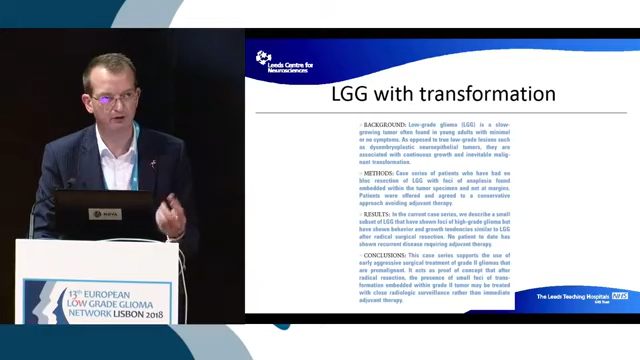 Leeds Centre for
Neurosciences
LGG with transformation
BACKGROUND: Low-grade glioma (LGG) is a slow-
growing tumor often found in young adults with minimal
or no symptoms. As opposed to true low-grade lesions such
as dysembryoplastic neuroepithelial tumors, they are
associated with continuous growth and inevitable malig-
nant transformation.
METHODS: Case series of patients who have had en
bloc resection of LGG with foci of anaplasia found
embedded within the tumor specimen and not at margins.
Patients were offered and agreed to a conservative
approach avoiding adjuvant therapy.
RESULTS: In the current case series, we describe a small
subset of LGG that have shown foci of high-grade glioma but
have shown behavior and growth tendencies similar to LGG
after radical surgical resection. No patient to date has
shown recurrent disease requiring adjuvant therapy.
CONCLUSIONS: This case series supports the use of
early aggressive surgical treatment of grade II gliomas that
are premalignant. It acts as proof of concept that after
radical resection, the presence of small foci of trans-
formation embedded within grade II tumor may be treated
with close radiologic surveillance rather than immediate
adjuvant therapy.
The Leeds Teaching Hospitals NHS
NHS Trust
13th EUROPEAN
LOW GRADE GLIOMA
NETWORK LISBON 2018